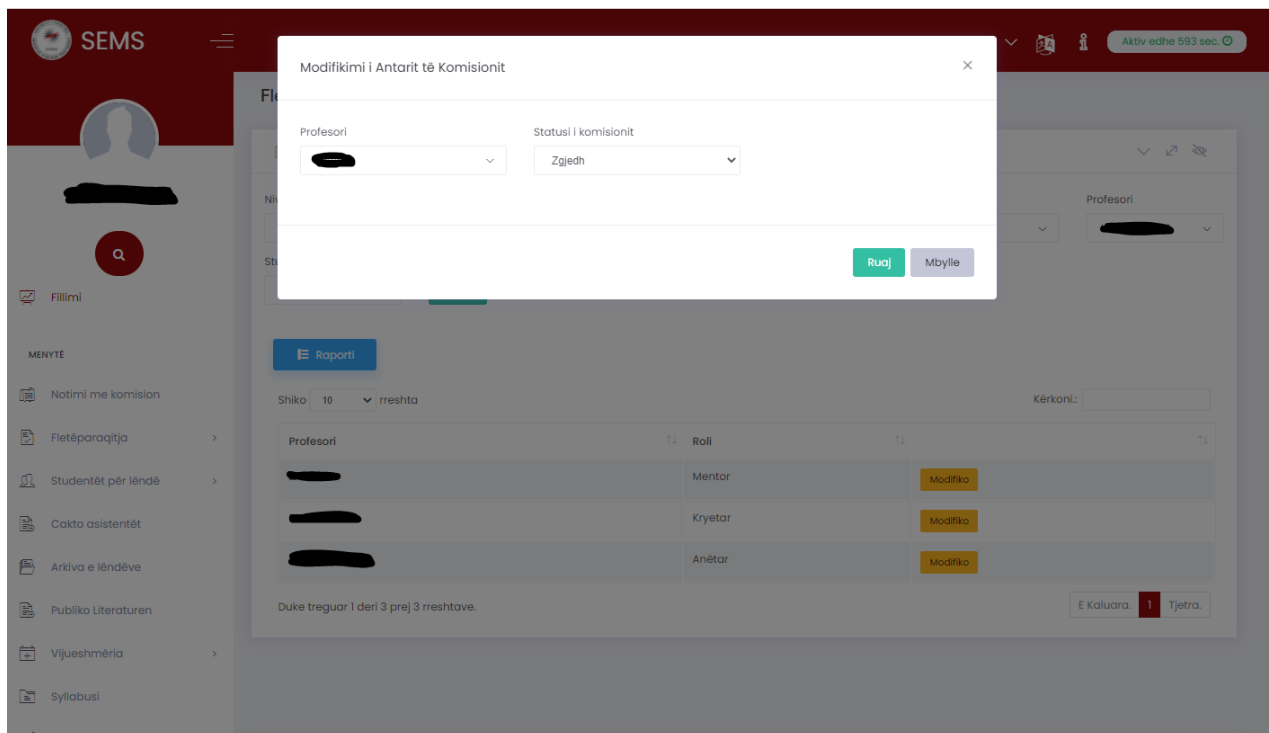 SEMS
Aktiv edhe 593 sec.
Modifikimi i Antarit të Komisionit
Profesori
Statusi i komisionit
Zgjedh
Ruaj
Mbylle
Profesori
Fillimi
MENYTË
Notimi me komision
Fletëparaqitja
Studentët për lëndë
Cakto asistentët
Arkiva e lëndëve
Publiko Literaturen
Vijueshmëria
Syllabusi
Raporti
Shiko 10 rreshta
Kërkoni.:
Profesori Roli
Mentor Modifiko
Kryetar Modifiko
Anëtar Modifiko
Duke treguar 1 deri 3 prej 3 rreshtave.
E Kaluara. 1 Tjetra.